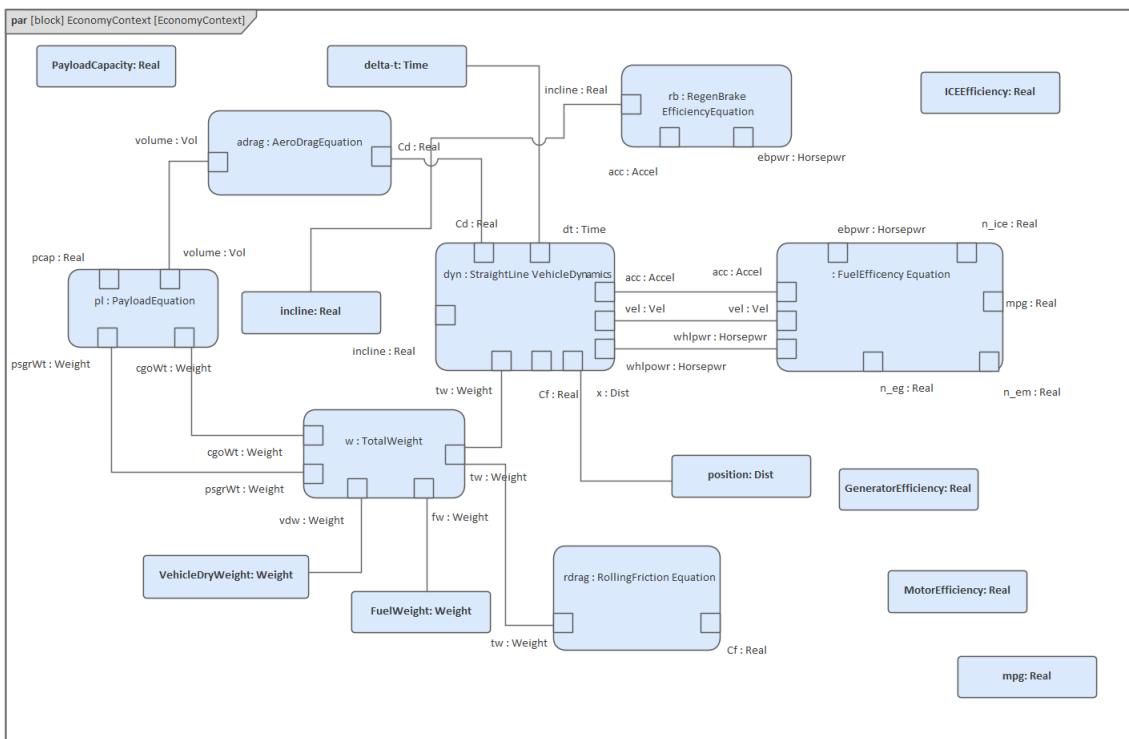 par [block] EconomyContext [EconomyContext]
PayloadCapacity: Real
delta-t: Time
incline : Real
rb : RegenBrake
EfficiencyEquation
ICEEfficiency: Real
volume : Vol
adrag : AeroDragEquation
Cd : Real
ebpwr : Horsepwr
acc : Accel
Cd : Real
dt : Time
ebpwr : Horsepwr
n_ice : Real
pcap : Real
volume : Vol
dyn : StraightLine VehicleDynamics
acc : Accel
acc : Accel
: FuelEfficency Equation
pl : PayloadEquation
incline: Real
vel : Vel
vel : Vel
mpg : Real
whlpwr : Horsepwr
incline : Real
psgrWt : Weight
cgoWt : Weight
whlpowr : Horsepwr
tw : Weight
Cf : Real
x : Dist
n_eg : Real
n_em : Real
w : TotalWeight
cgoWt : Weight
tw : Weight
position: Dist
GeneratorEfficiency: Real
psgrWt : Weight
vdw : Weight
fw : Weight
VehicleDryWeight: Weight
rdrag : RollingFriction Equation
MotorEfficiency: Real
FuelWeight: Weight
tw : Weight
Cf : Real
mpg: Real